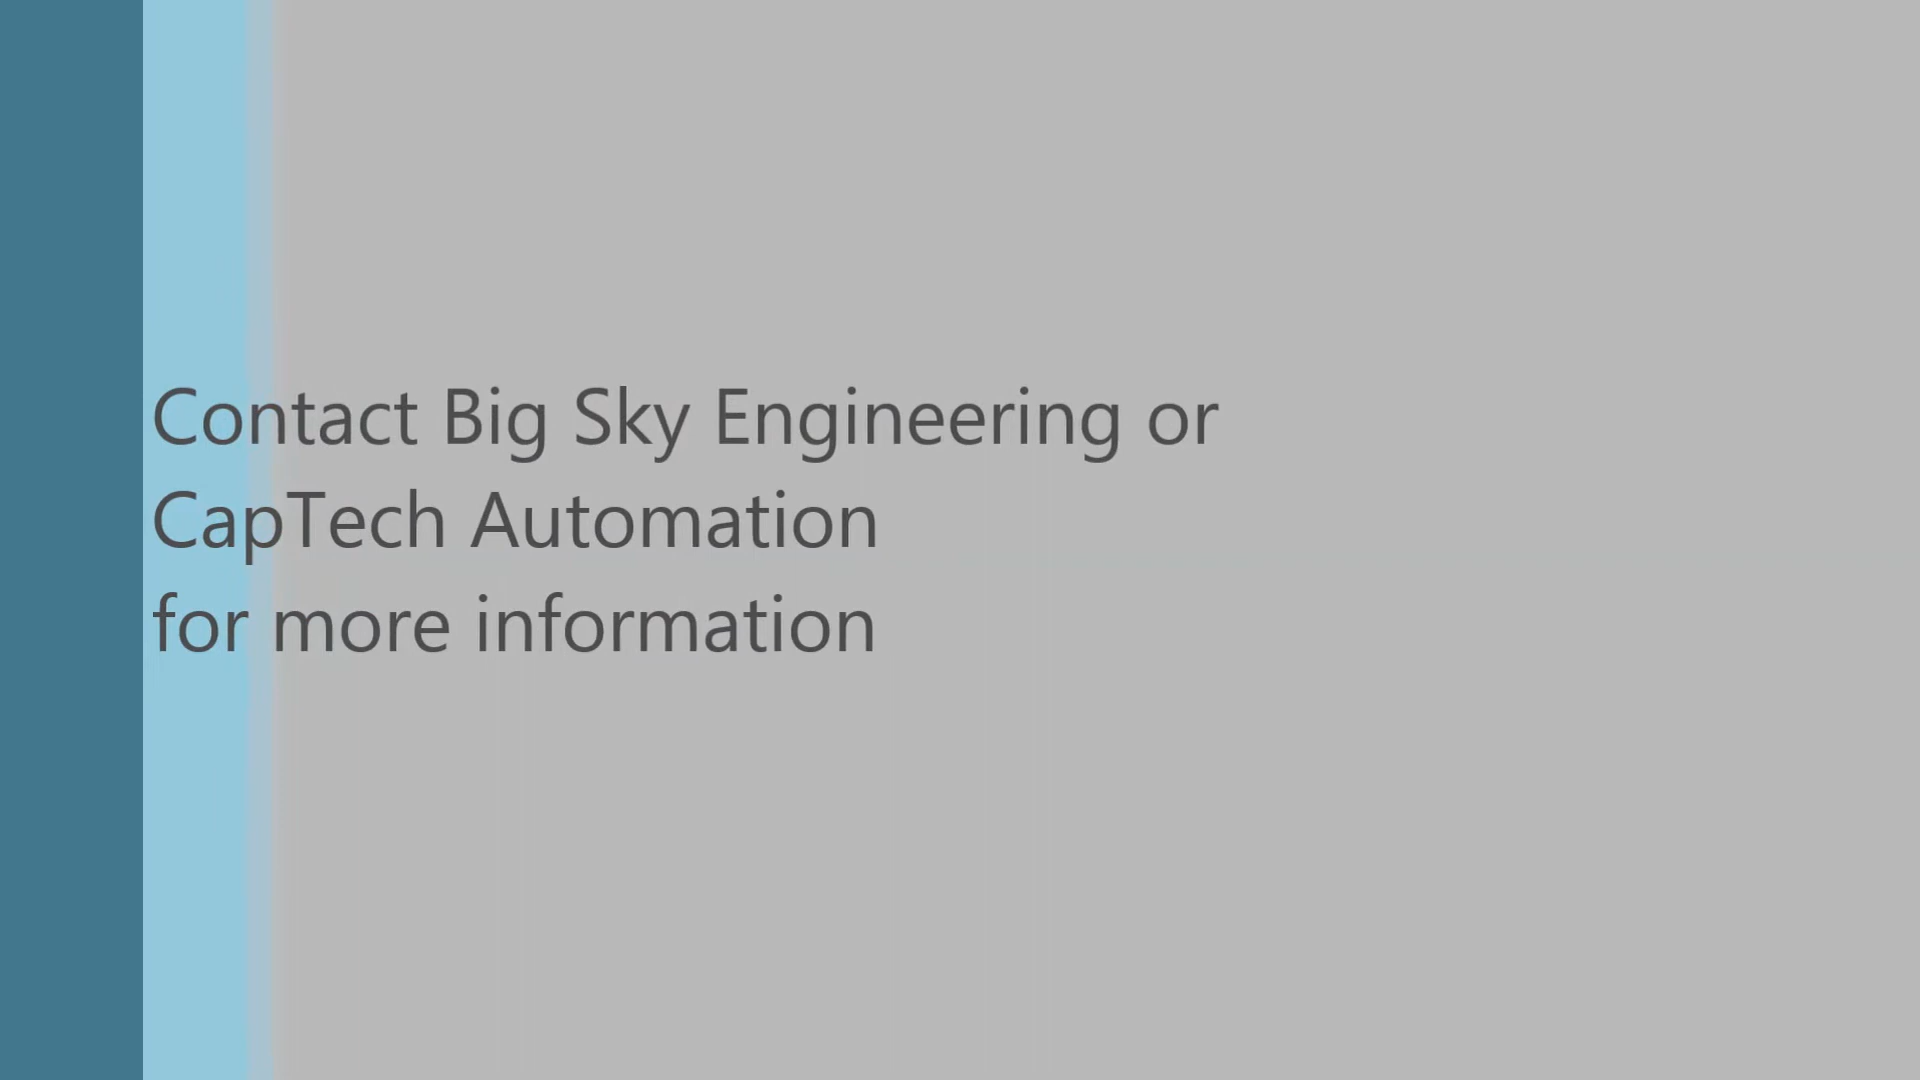 Contact Big Sky Engineering or
CapTech Automation
for more information